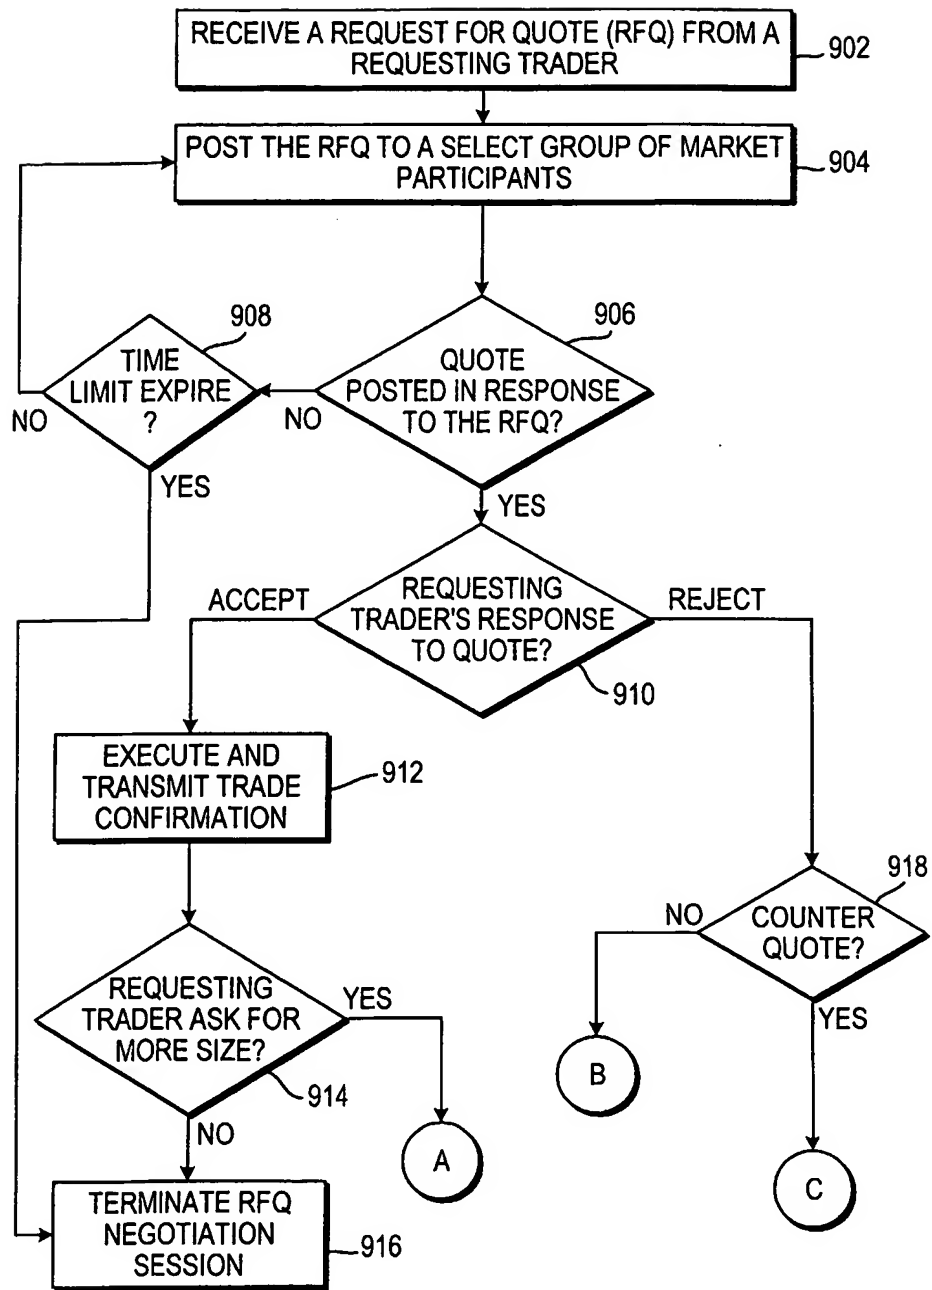 RECEIVE A REQUEST FOR QUOTE (RFQ) FROM A
REQUESTING TRADER
902
POST THE RFQ TO A SELECT GROUP OF MARKET
PARTICIPANTS
904
908
906
TIME
LIMIT EXPIRE
?
QUOTE
POSTED IN RESPONSE
TO THE RFQ?
NO
NO
YES
YES
ACCEPT
REQUESTING
TRADER'S RESPONSE
TO QUOTE?
REJECT
910
EXECUTE AND
TRANSMIT TRADE
CONFIRMATION
912
918
COUNTER
QUOTE?
NO
YES
REQUESTING
TRADER ASK FOR
MORE SIZE?
YES
914
NO
B
A
C
TERMINATE RFQ
NEGOTIATION
SESSION
916